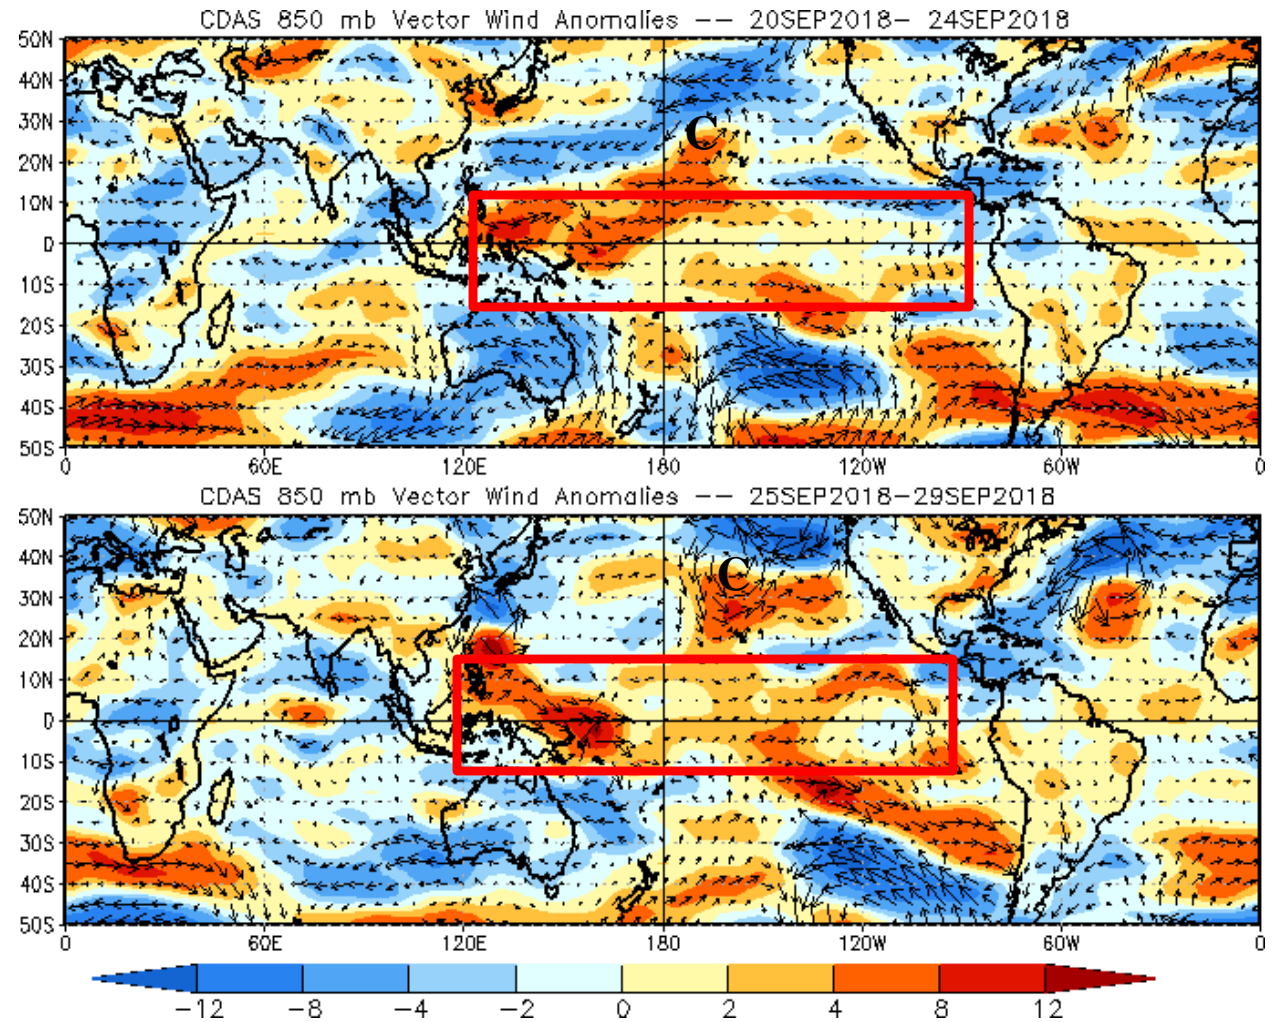 CDAS 850 mb Vector Wind Anomalies -- 20SEP2018- 24SEP2018
50N
40N
30N
20N
10N
0
10S
20S
30S
40S
50S
C
0 60E 120E 180 120W 60W 0
CDAS 850 mb Vector Wind Anomalies -- 25SEP2018-29SEP2018
50N
40N
30N
20N
10N
0
10S
20S
30S
40S
50S
C
0 60E 120E 180 120W 60W 0
-12 -8 -4 -2 0 2 4 8 12